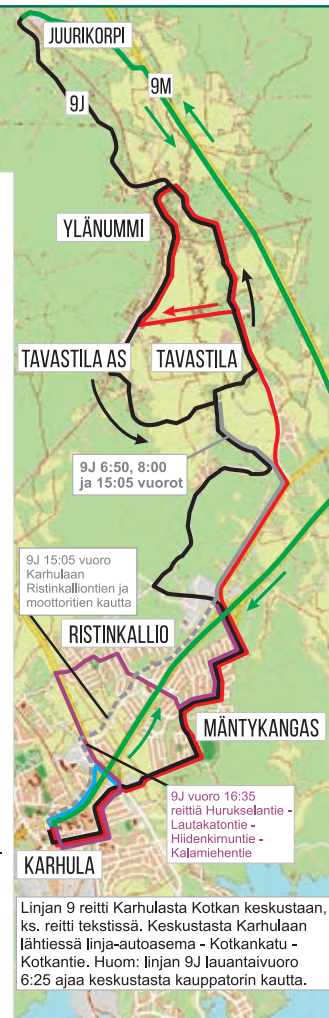 JUURIKORPI
9J
9M
YLÄNUMMI
TAVASTILA AS
TAVASTILA
9J 6:50, 8:00
ja 15:05 vuorot
9J 15:05 vuoro
Karhulaan
Ristinkalliontien ja
moottoritien kautta
RISTINKALLIO
MÄNTYKANGAS
9J vuoro 16:35
reittiä Hurukselantie -
Lautakatontie -
Hiidenkirnuntie -
Kalamiehentie
KARHULA
Linjan 9 reitti Karhulasta Kotkan keskustaan,
ks. reitti tekstissä. Keskustasta Karhulaan
lähtiessä linja-autoasema - Kotkankatu -
Kotkantie. Huom: linjan 9J lauantaivuoro
6:25 ajaa keskustasta kauppatorin kautta.